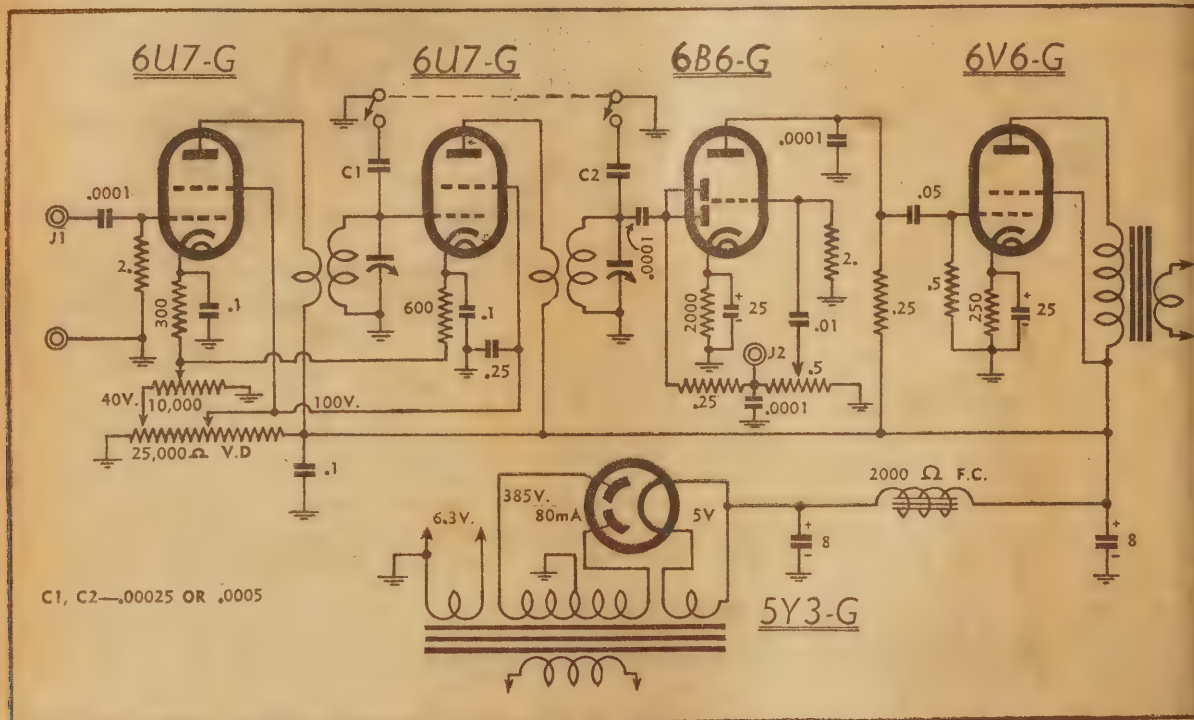 6U7-G
6U7-G
6B6-G
6V6-G
.0001
J1
2.
300
.1
C1
600
.1
.25
C2
.0001
.0001
2000
25
+
-
2.
.01
J2
.5
.25
.0001
.05
.25
.5
250
+
25
-
40V.
10,000
100V.
25,000Ω V.D
.1
385V.
80mA
5V
6.3V.
2000 Ω F.C.
+
8
-
+
8
-
C1, C2—.00025 OR .0005
5Y3-G